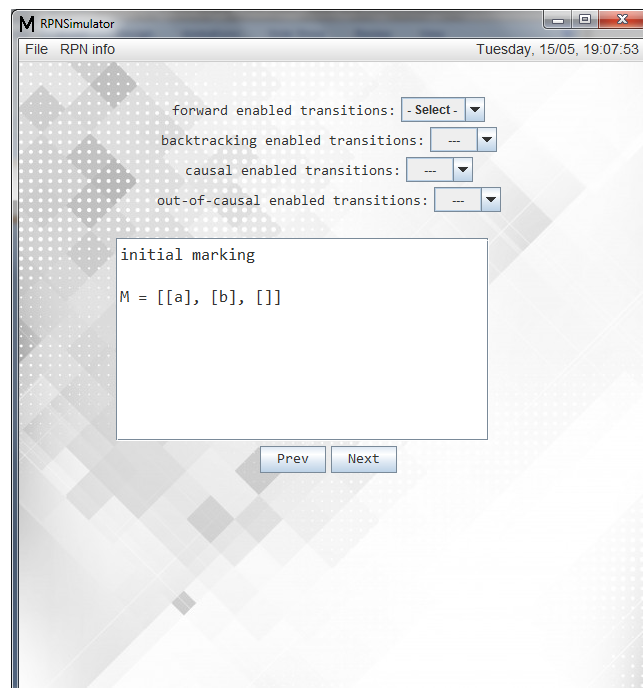 RPNSimulator
File RPN info Tuesday, 15/05, 19:07:53
forward enabled transitions: - Select -
backtracking enabled transitions: ---
causal enabled transitions: ---
out-of-causal enabled transitions: ---
initial marking
M = [[a], [b], []]
Prev Next